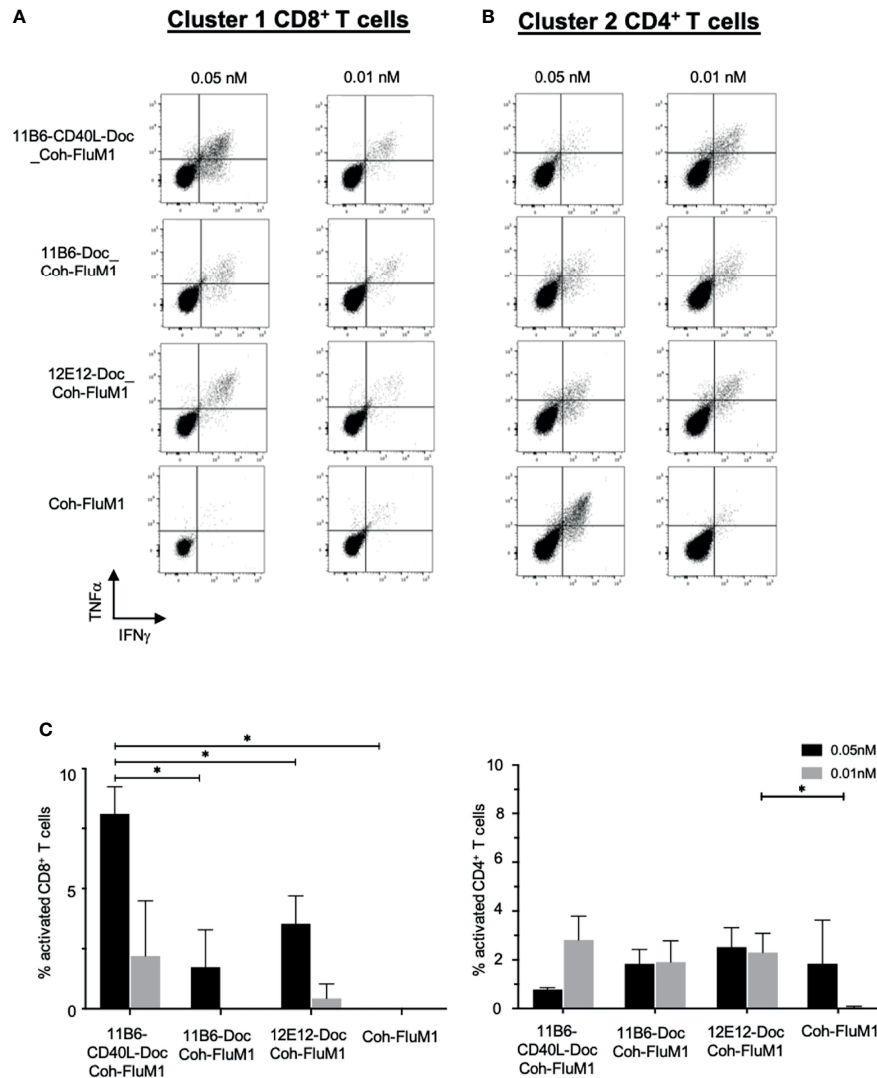 A
Cluster 1 CD8+ T cells
B
Cluster 2 CD4+ T cells
0.05 nM
0.01 nM
0.05 nM
0.01 nM
11B6-CD40L-Doc
_Coh-FluM1
11B6-Doc_
Coh-FluM1
12E12-Doc_
Coh-FluM1
Coh-FluM1
TNFα
IFNγ
C
% activated CD8+ T cells
10
5
0
*
*
*
11B6-
CD40L-Doc
Coh-FluM1
11B6-Doc
Coh-FluM1
12E12-Doc
Coh-FluM1
Coh-FluM1
0.05nM
0.01nM
% activated CD4+ T cells
10
8
6
4
2
0
*
11B6-
CD40L-Doc
Coh-FluM1
11B6-Doc
Coh-FluM1
12E12-Doc
Coh-FluM1
Coh-FluM1